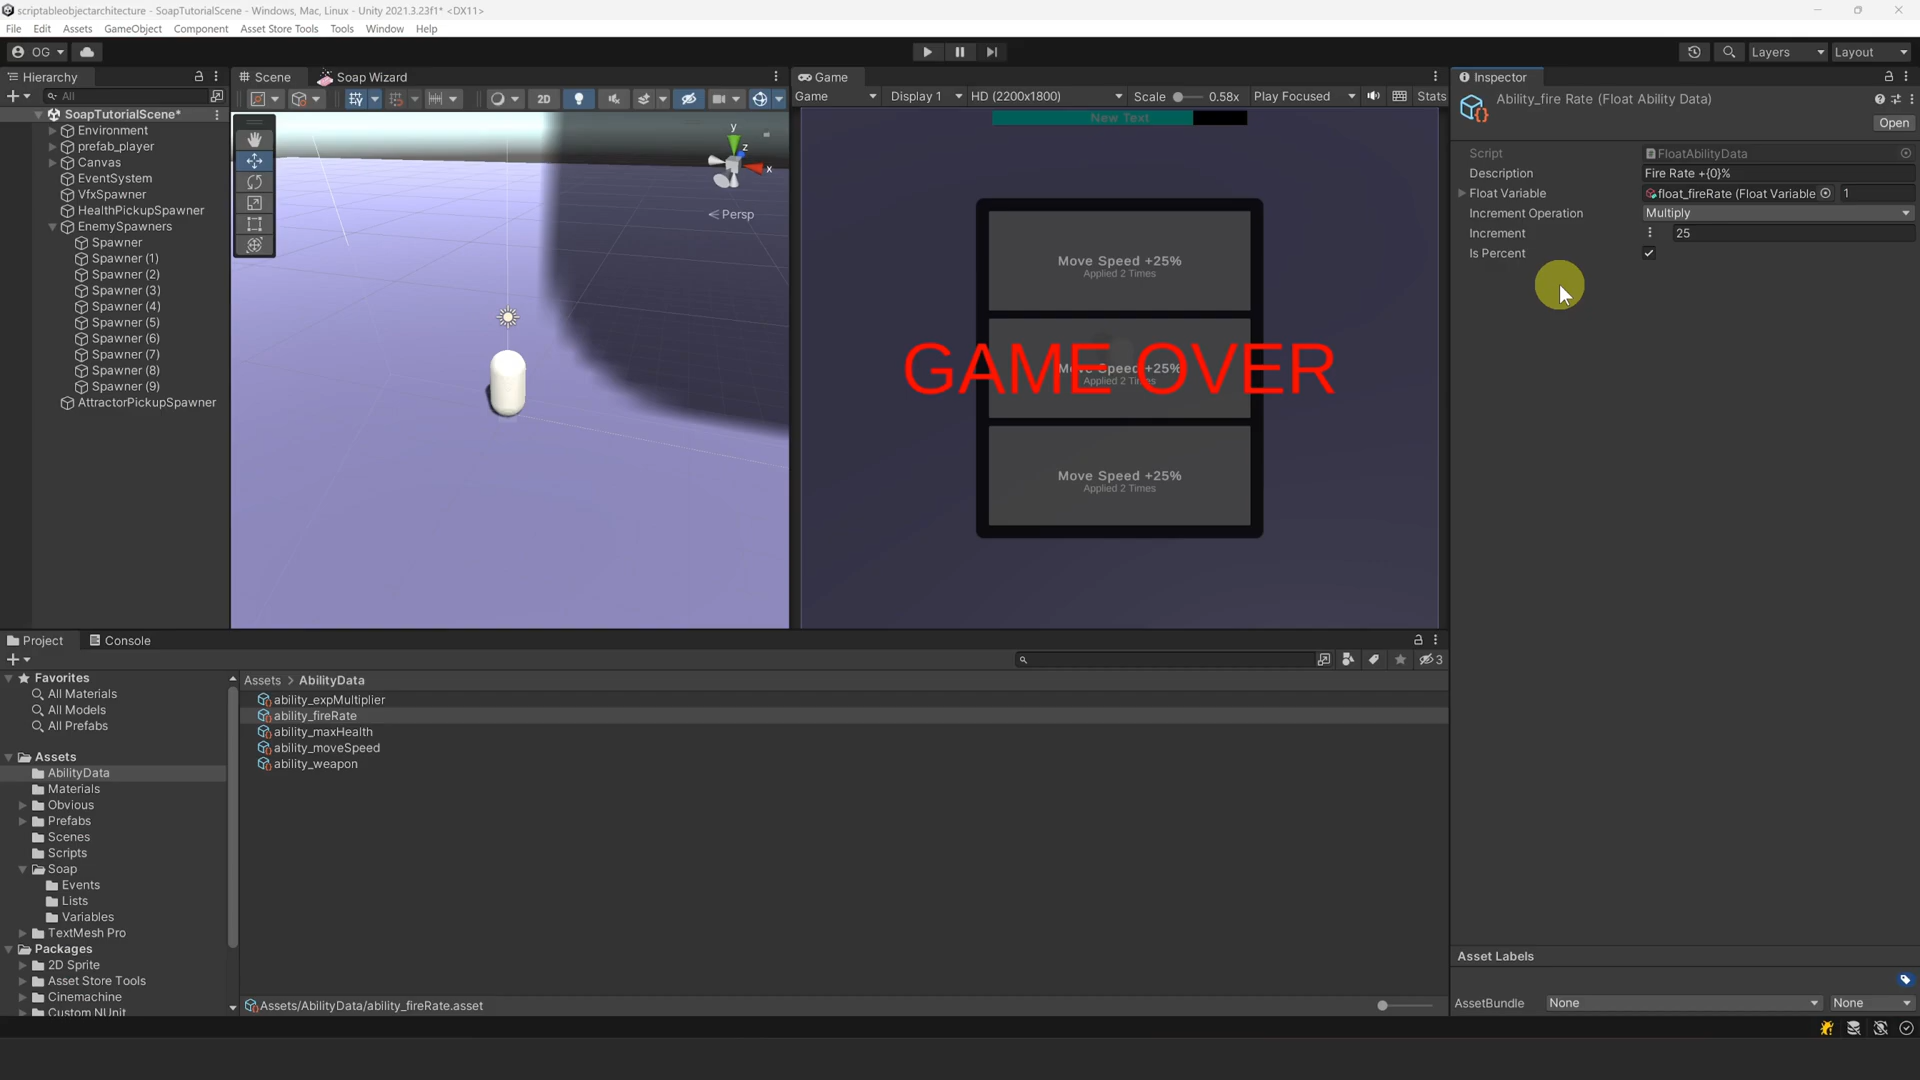 scriptableobjectarchitecture - SoapTutorialScene - Windows, Mac, Linux - Unity 2021.3.23f1* <DX11>
File Edit Assets GameObject Component Asset Store Tools Tools Window Help
OG
Layers
Layout
Hierarchy
Scene
Soap Wizard
Game
Inspector
All
2D
Game
Display 1
HD (2200x1800)
Scale
0.58x
Play Focused
Stats
SoapTutorialScene*
Environment
prefab_player
Canvas
EventSystem
VfxSpawner
HealthPickupSpawner
EnemySpawners
Spawner
Spawner (1)
Spawner (2)
Spawner (3)
Spawner (4)
Spawner (5)
Spawner (6)
Spawner (7)
Spawner (8)
Spawner (9)
AttractorPickupSpawner
y
z
x
Persp
New Text
Move Speed +25%
Applied 2 Times
Move Speed +25%
Applied 2 Times
GAME OVER
Move Speed +25%
Applied 2 Times
Ability_fire Rate (Float Ability Data)
Open
Script
FloatAbilityData
Description
Fire Rate +{0}%
Float Variable
float_fireRate (Float Variable
1
Increment Operation
Multiply
Increment
25
Is Percent
Project
Console
3
Favorites
All Materials
All Models
All Prefabs
Assets
AbilityData
Materials
Obvious
Prefabs
Scenes
Scripts
Soap
Events
Lists
Variables
TextMesh Pro
Packages
2D Sprite
Asset Store Tools
Cinemachine
Custom NUnit
Assets > AbilityData
ability_expMultiplier
ability_fireRate
ability_maxHealth
ability_moveSpeed
ability_weapon
Assets/AbilityData/ability_fireRate.asset
Asset Labels
AssetBundle
None
None